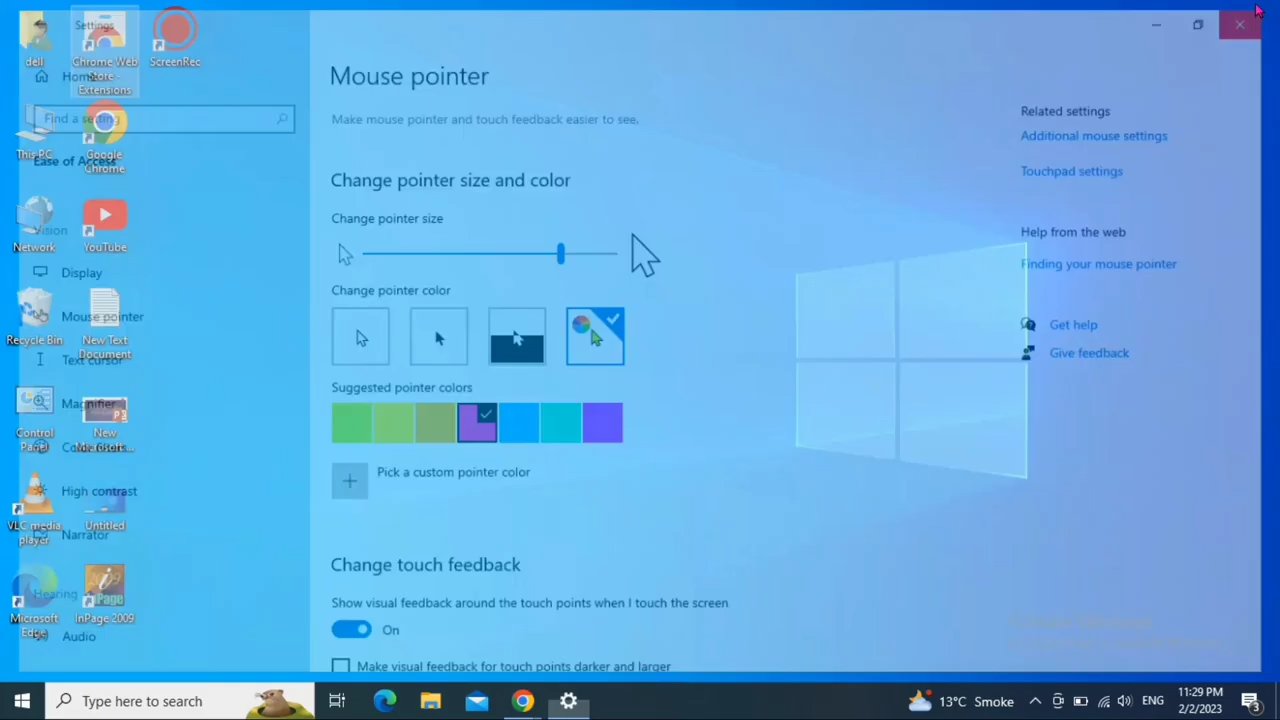 Settings
dell
Chrome Web
Store -
Extensions
ScreenRec
Home
Find a setting
This PC
Ease of Access
Google
Chrome
Vision
Network
YouTube
Display
Mouse pointer
Recycle Bin
New Text
Document
Text cursor
Magnifier
Control
Panel
New
Microsoft...
High contrast
VLC media
player
Untitled
Narrator
Hearing
Microsoft
Edge
InPage 2009
Audio
Mouse pointer
Make mouse pointer and touch feedback easier to see.
Change pointer size and color
Change pointer size
Change pointer color
Suggested pointer colors
Pick a custom pointer color
Change touch feedback
Show visual feedback around the touch points when I touch the screen
On
Make visual feedback for touch points darker and larger
Related settings
Additional mouse settings
Touchpad settings
Help from the web
Finding your mouse pointer
Get help
Give feedback
Type here to search
13°C Smoke
ENG
11:29 PM
2/2/2023
3